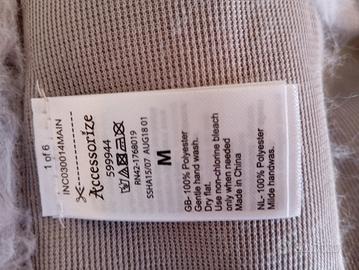 1 of 6
INC030014MAIN
Accessorize
599944
RN42-1768019
SSHA15/07 AUG18 01
M
GB- 100% Polyester
Gentle hand wash.
Dry flat.
Use non-chlorine bleach
only when needed
Made in China
NL- 100% Polyester
Milde handwas.